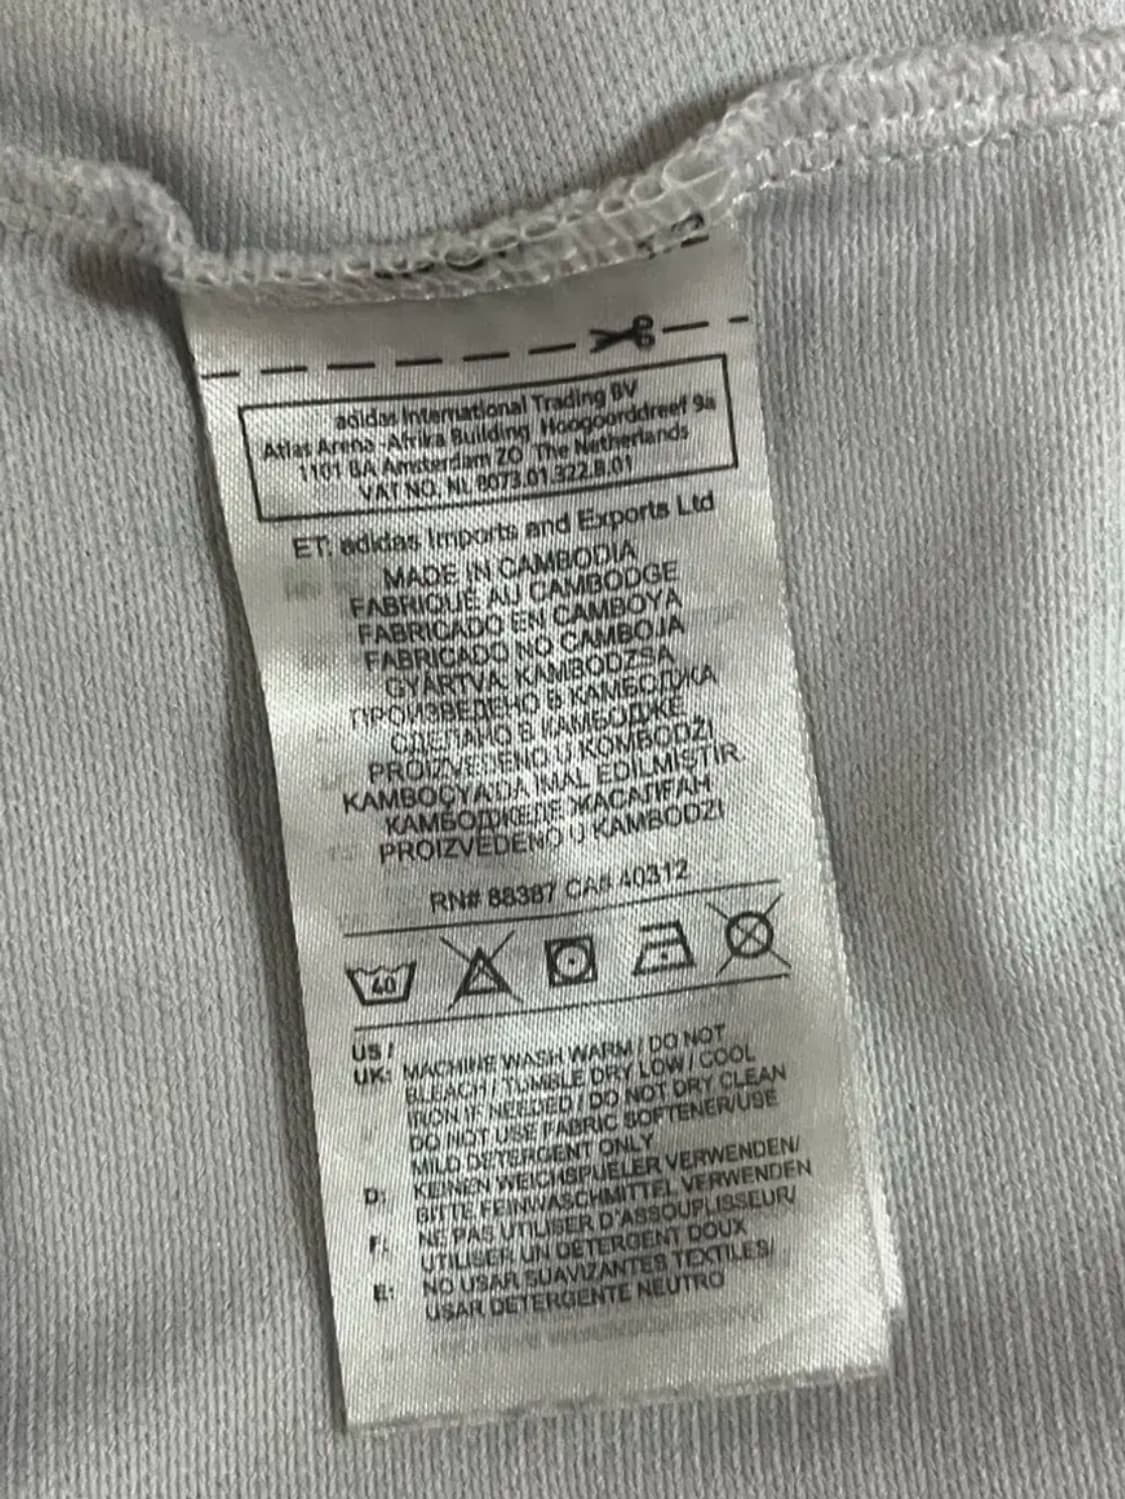 adidas International Trading BV
Atlas Arena -Afrika Building Hoogoorddreef 9a
1101 BA Amsterdam ZO The Netherlands
VAT NO. NL 8073.01.322.B.01
ET: adidas Imports and Exports Ltd
MADE IN CAMBODIA
FABRIQUÉ AU CAMBODGE
FABRICADO EN CAMBOYA
FABRICADO NO CAMBOJA
GYÁRTVA: KAMBODZSA
ПРОИЗВЕДЕНО В КАМБОДЖА
СДЕЛАНО В КАМБОДЖЕ
PROIZVEDENO U KOMBODŽI
KAMBOÇYA'DA İMAL EDİLMİŞTİR.
КАМБОДЖЕДЕ ЖАСАЛҒАН
PROIZVEDENO U KAMBODŽI
RN# 88387 CA# 40312
40
US /
UK: MACHINE WASH WARM / DO NOT
BLEACH / TUMBLE DRY LOW / COOL
IRON IF NEEDED / DO NOT DRY CLEAN
DO NOT USE FABRIC SOFTENER/USE
MILD DETERGENT ONLY
D: KEINEN WEICHSPUELER VERWENDEN/
BITTE FEINWASCHMITTEL VERWENDEN
F: NE PAS UTILISER D'ASSOUPLISSEUR/
UTILISER UN DETERGENT DOUX
E: NO USAR SUAVIZANTES TEXTILES/
USAR DETERGENTE NEUTRO